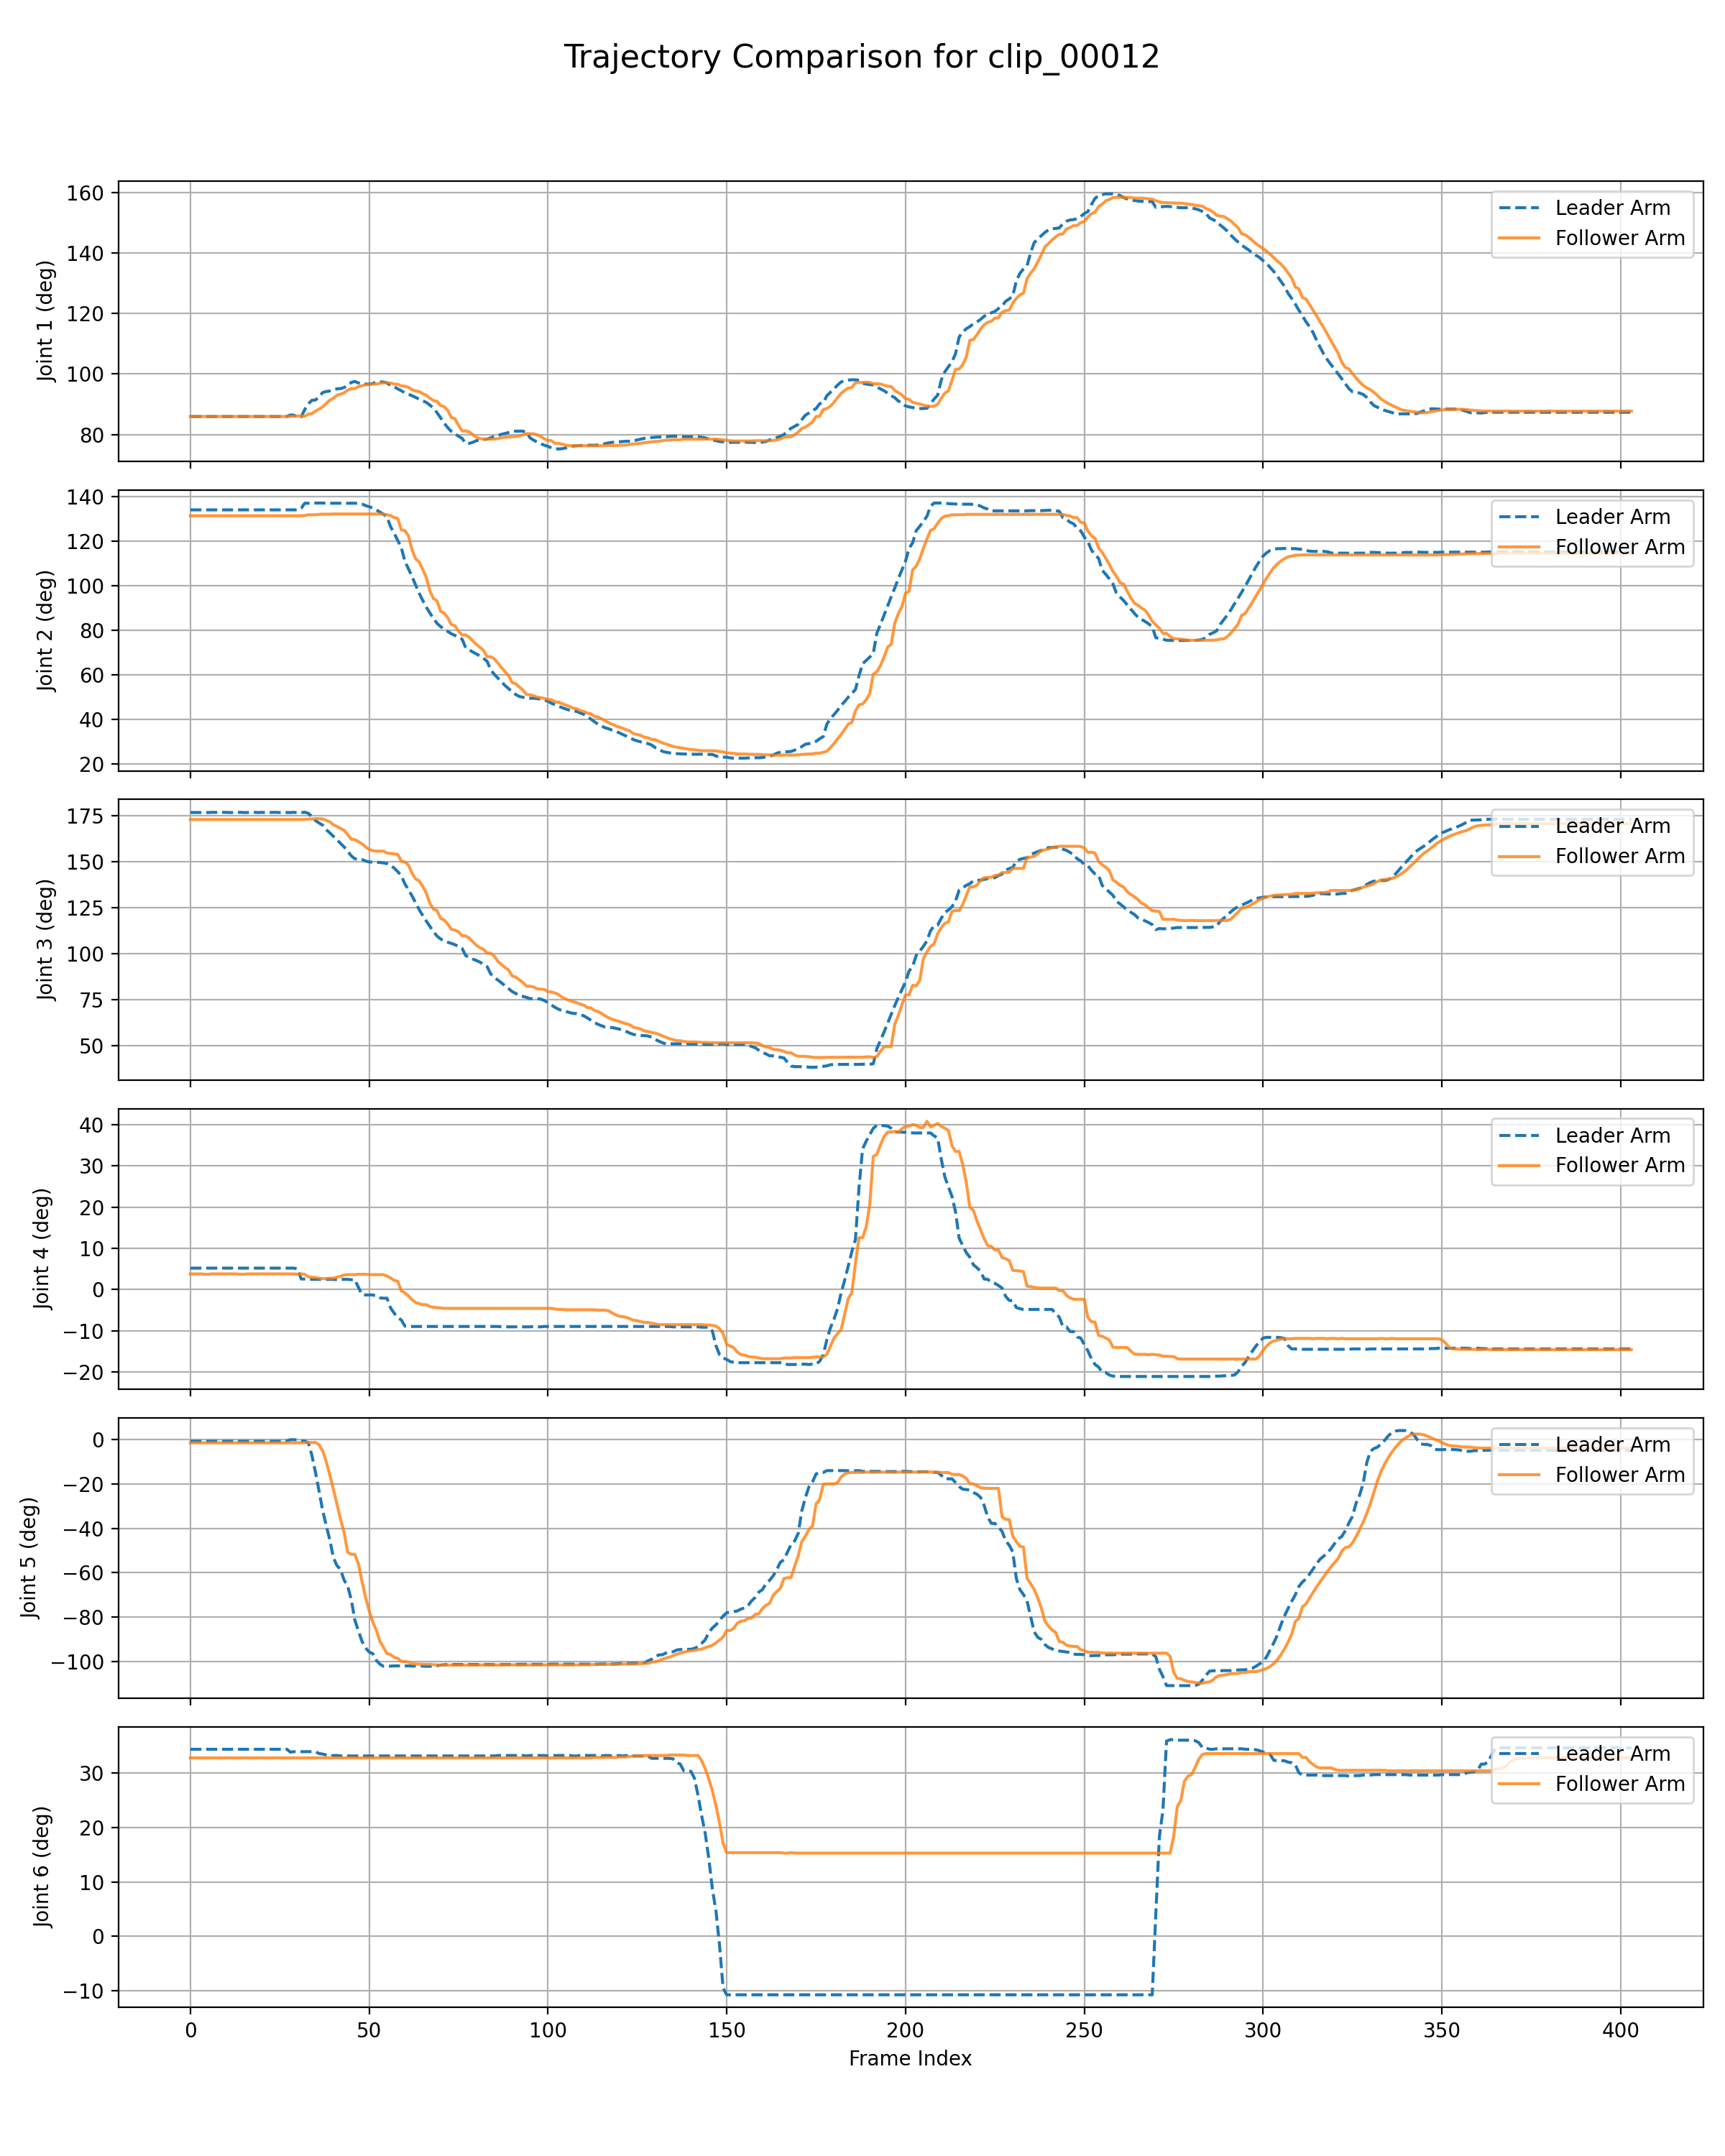 Trajectory Comparison for clip_00012
160
140
120
100
80
Joint 1 (deg)
Leader Arm
Follower Arm
140
120
100
80
60
40
20
Joint 2 (deg)
Leader Arm
Follower Arm
175
150
125
100
75
50
Joint 3 (deg)
Leader Arm
Follower Arm
40
30
20
10
0
−10
−20
Joint 4 (deg)
Leader Arm
Follower Arm
0
−20
−40
−60
−80
−100
Joint 5 (deg)
Leader Arm
Follower Arm
30
20
10
0
−10
Joint 6 (deg)
Leader Arm
Follower Arm
0 50 100 150 200 250 300 350 400
Frame Index